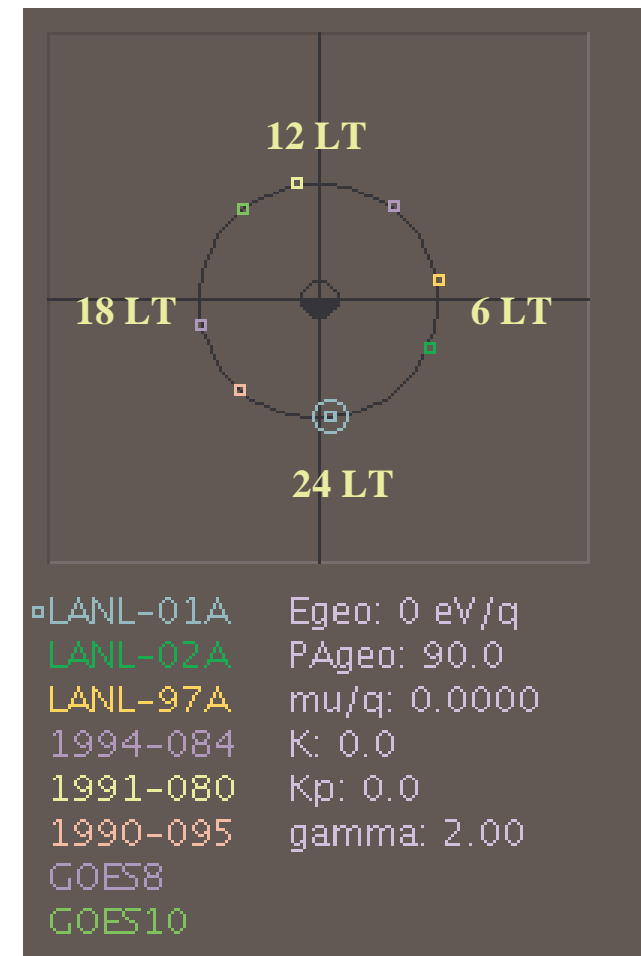 12 LT
18 LT
6 LT
24 LT
LANL-01A Egeo: 0 eV/q
LANL-02A PAgeo: 90.0
LANL-97A mu/q: 0.0000
1994-084 K: 0.0
1991-080 Kp: 0.0
1990-095 gamma: 2.00
GOES8
GOES10